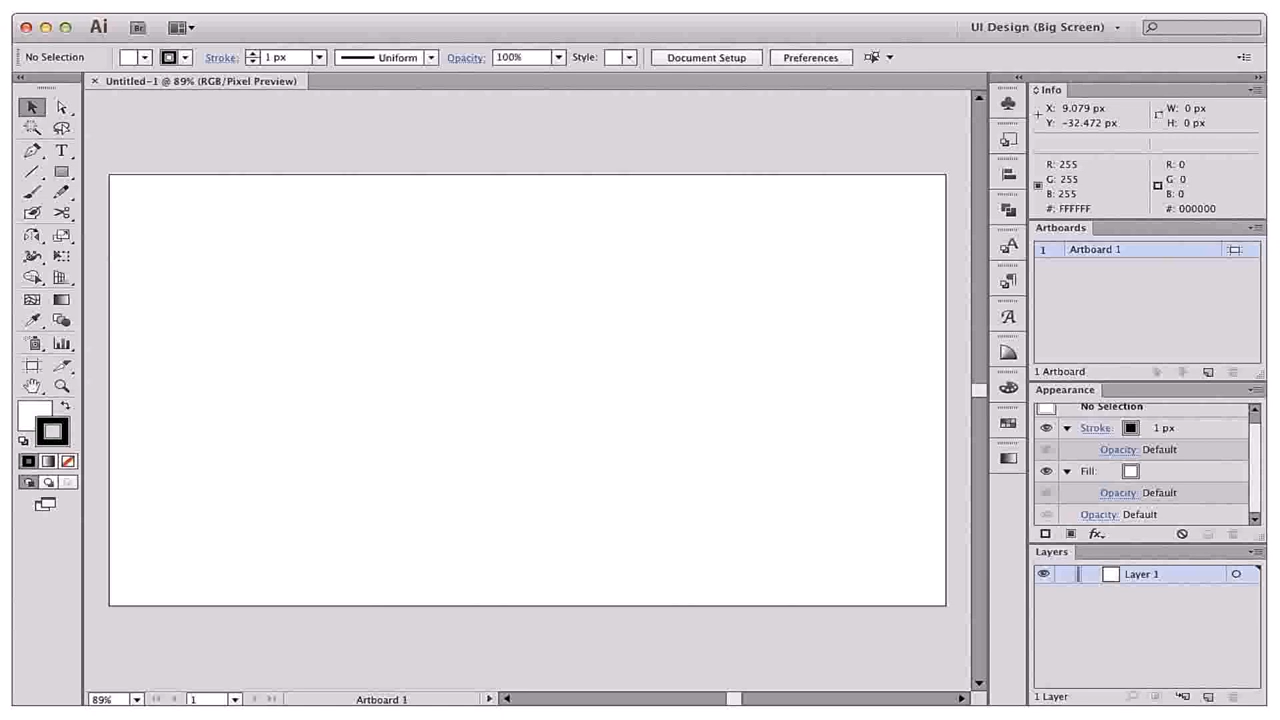 Ai Br UI Design (Big Screen)
No Selection Stroke: 1 px Uniform Opacity: 100% Style: Document Setup Preferences
× Untitled-1 @ 89% (RGB/Pixel Preview)
Info
X: 9.079 px W: 0 px
Y: -32.472 px H: 0 px
R: 255 R: 0
G: 255 G: 0
B: 255 B: 0
#: FFFFFF #: 000000
Artboards
1 Artboard 1
1 Artboard
Appearance
No Selection
Stroke: 1 px
Opacity: Default
Fill:
Opacity: Default
Opacity: Default
fx
Layers
Layer 1
1 Layer
89% 1 Artboard 1